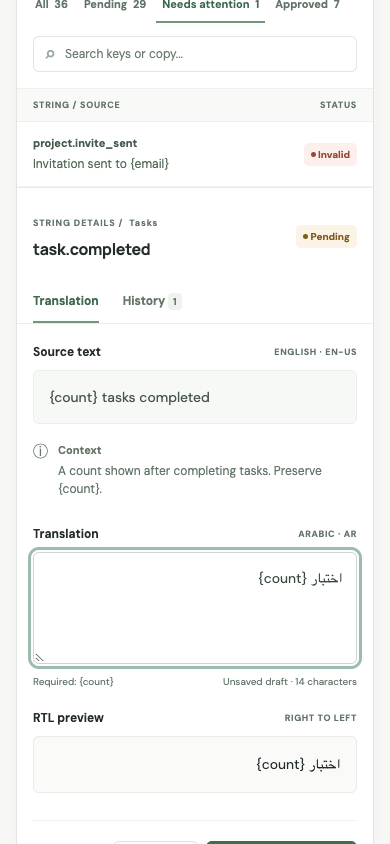 All 36 Pending 29 Needs attention 1 Approved 7
Search keys or copy...
STRING / SOURCE STATUS
project.invite_sent
Invitation sent to {email}
Invalid
STRING DETAILS / Tasks
task.completed
Pending
Translation History 1
Source text ENGLISH · EN-US
{count} tasks completed
Context
A count shown after completing tasks. Preserve
{count}.
Translation ARABIC · AR
اختبار {count}
Required: {count} Unsaved draft · 14 characters
RTL preview RIGHT TO LEFT
اختبار {count}